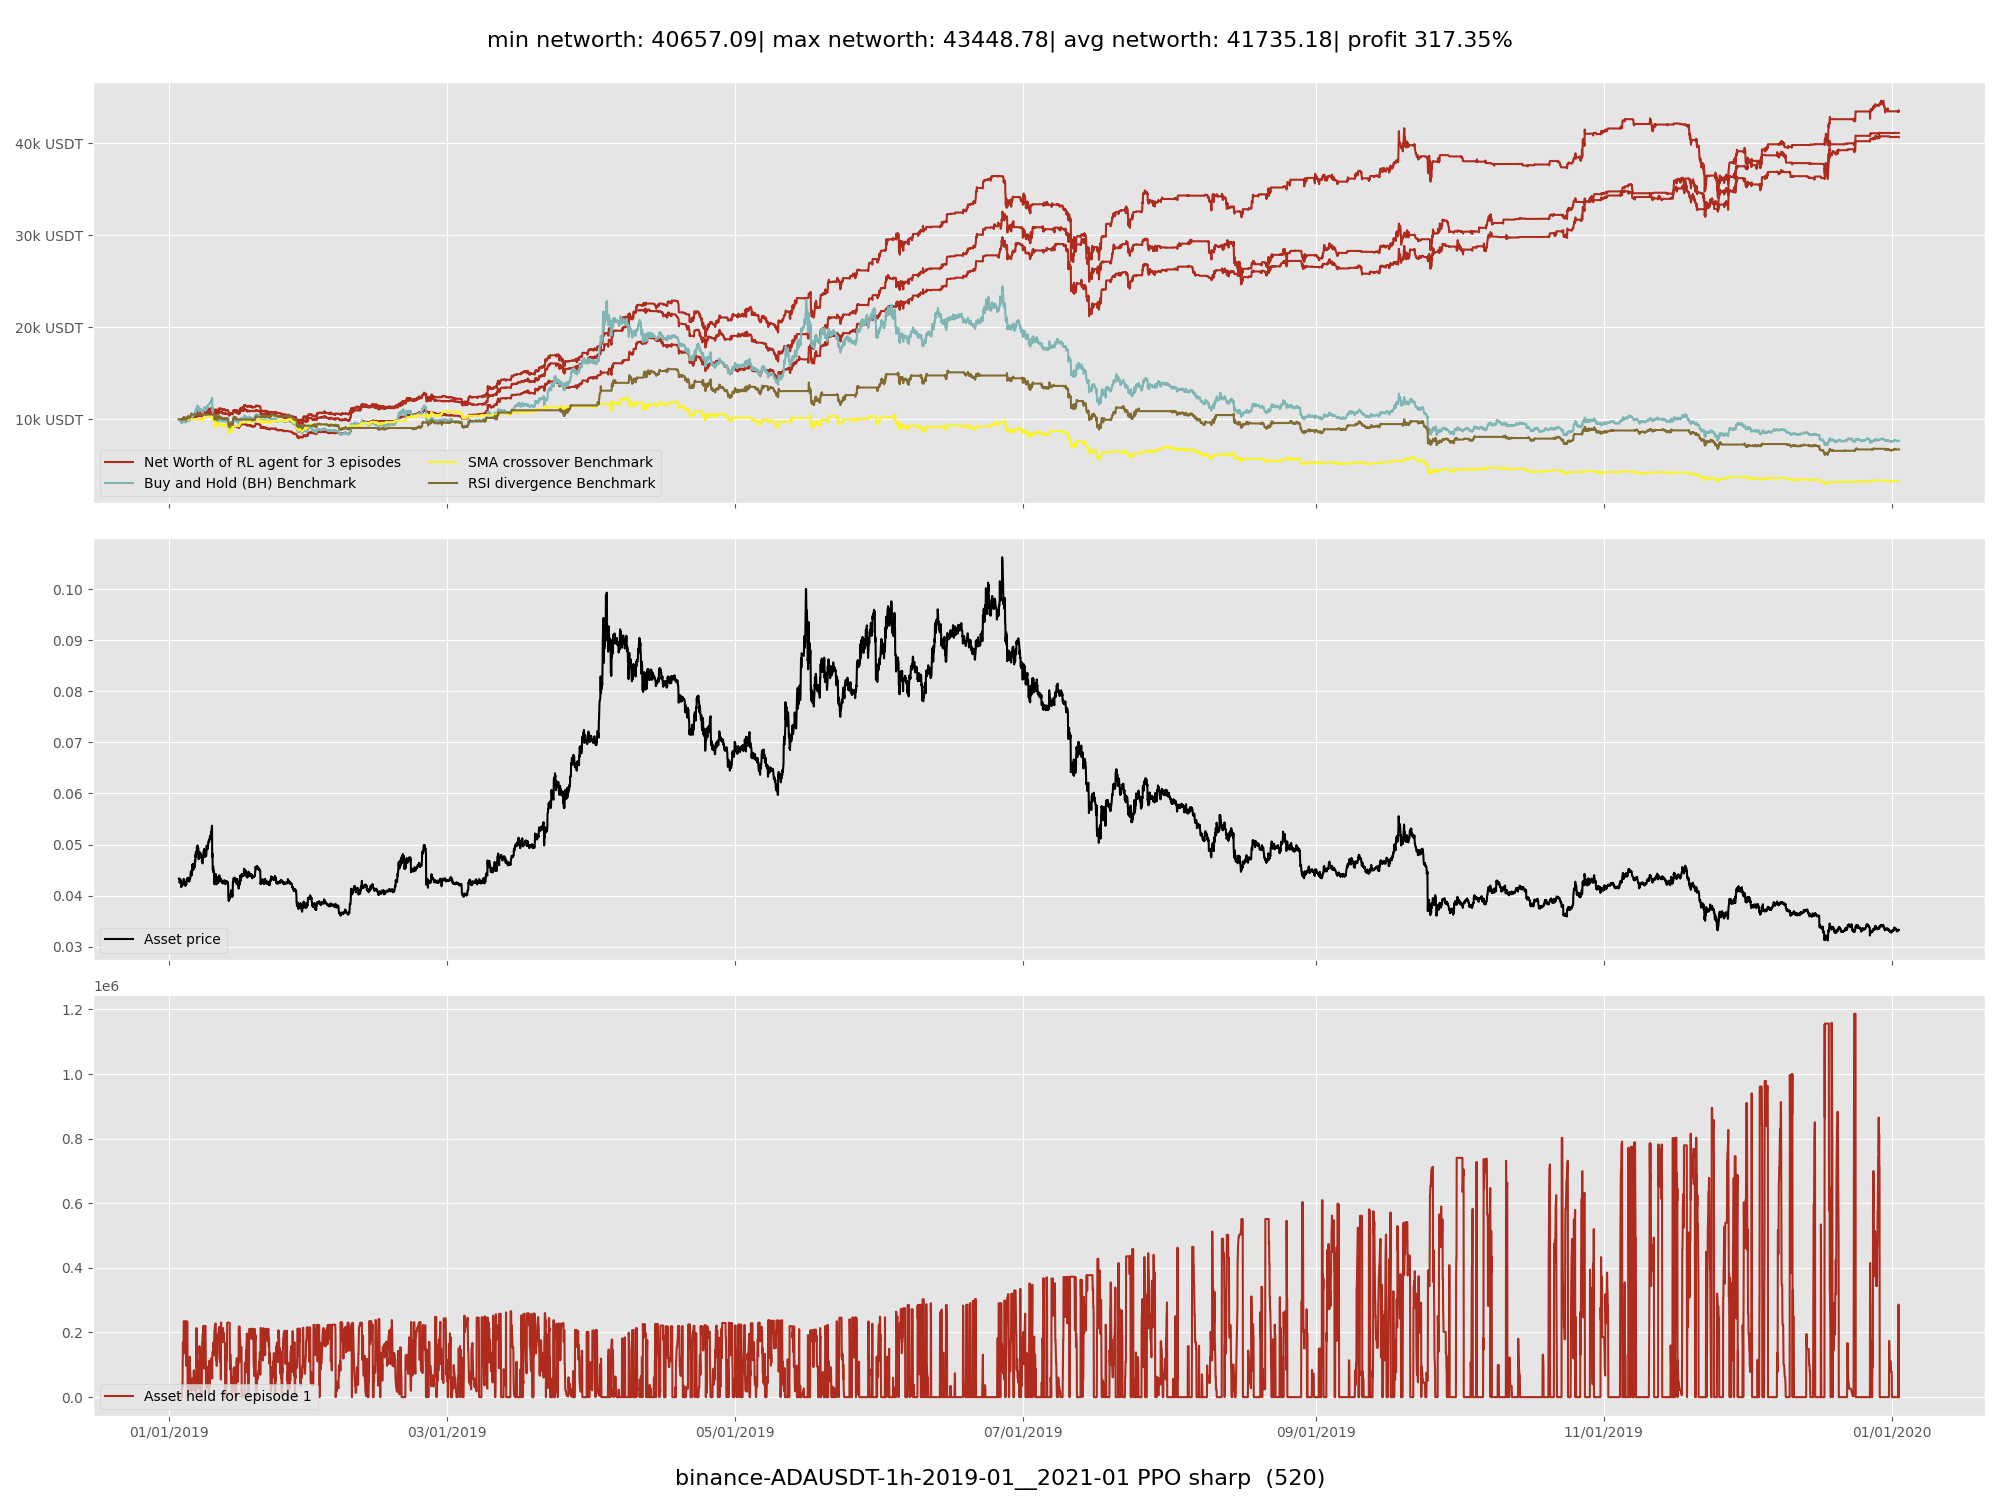 min networth: 40657.09| max networth: 43448.78| avg networth: 41735.18| profit 317.35%
40k USDT
30k USDT
20k USDT
10k USDT
Net Worth of RL agent for 3 episodes
Buy and Hold (BH) Benchmark
SMA crossover Benchmark
RSI divergence Benchmark
0.10
0.09
0.08
0.07
0.06
0.05
0.04
0.03
Asset price
1e6
1.2
1.0
0.8
0.6
0.4
0.2
0.0
Asset held for episode 1
01/01/2019 03/01/2019 05/01/2019 07/01/2019 09/01/2019 11/01/2019 01/01/2020
binance-ADAUSDT-1h-2019-01__2021-01 PPO sharp (520)